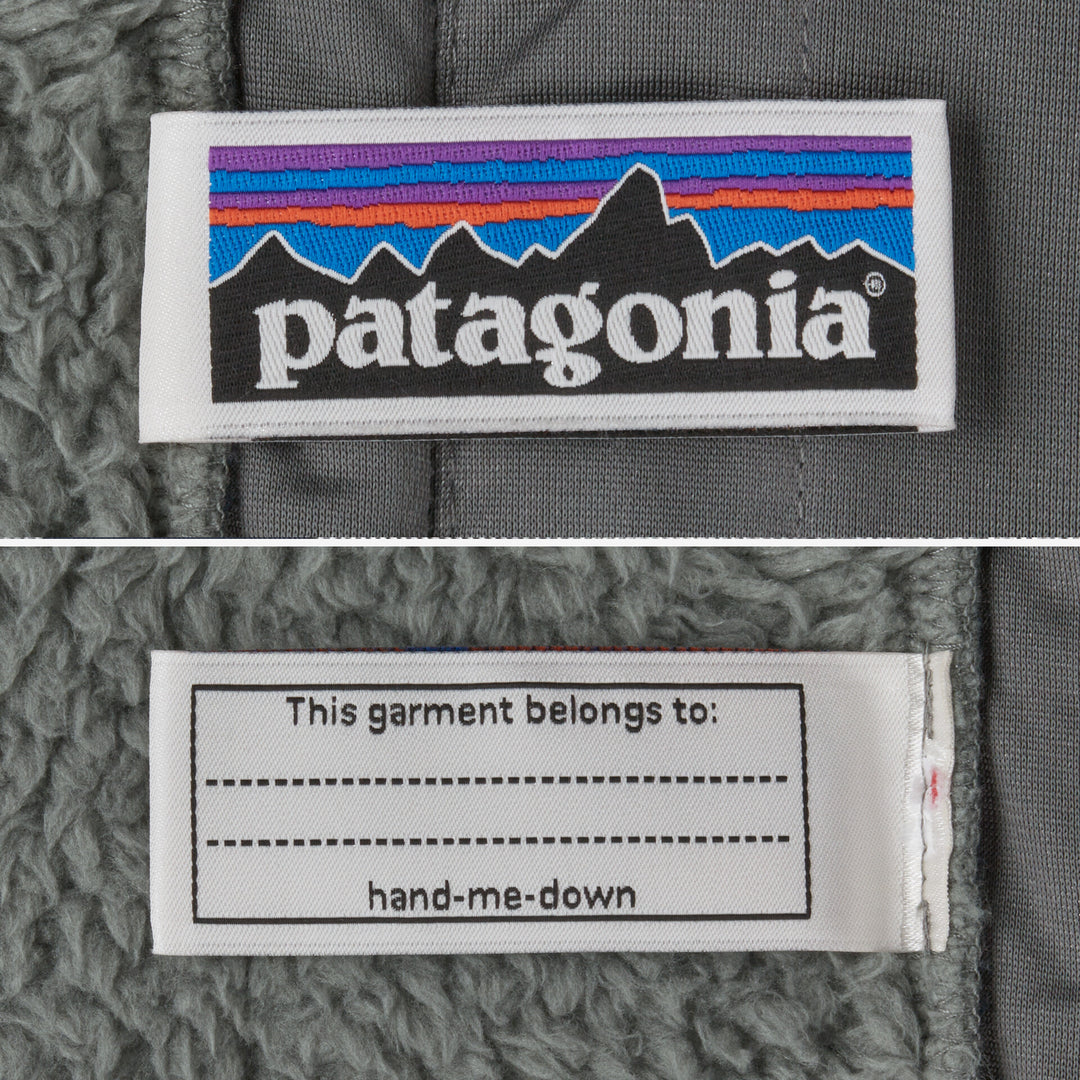 patagonia®
This garment belongs to:
hand-me-down